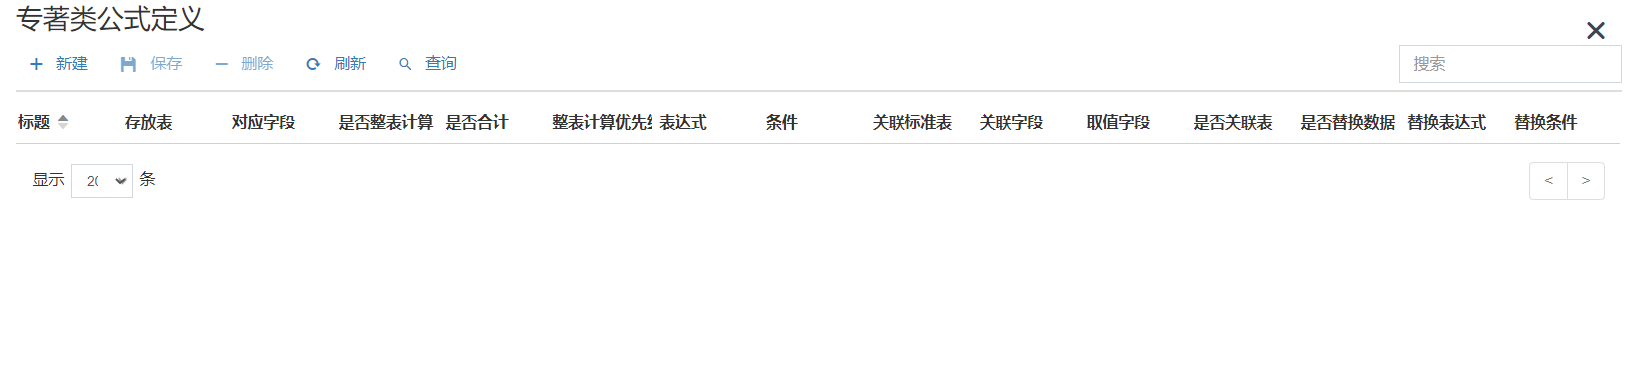 专著类公式定义
新建 保存 删除 刷新 查询 搜索
标题 存放表 对应字段 是否整表计算 是否合计 整表计算优先 表达式 条件 关联标准表 关联字段 取值字段 是否关联表 是否替换数据 替换表达式 替换条件
显示 20 条 < >